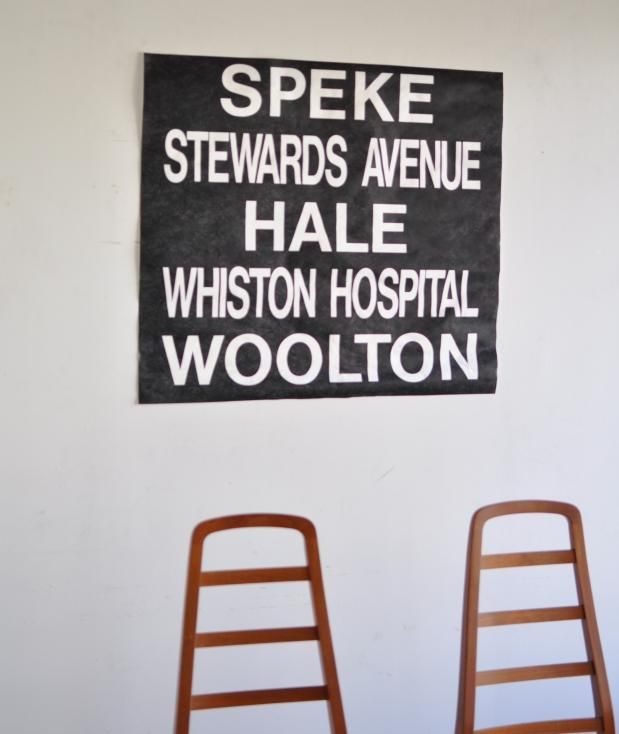 SPEKE
STEWARDS AVENUE
HALE
WHISTON HOSPITAL
WOOLTON